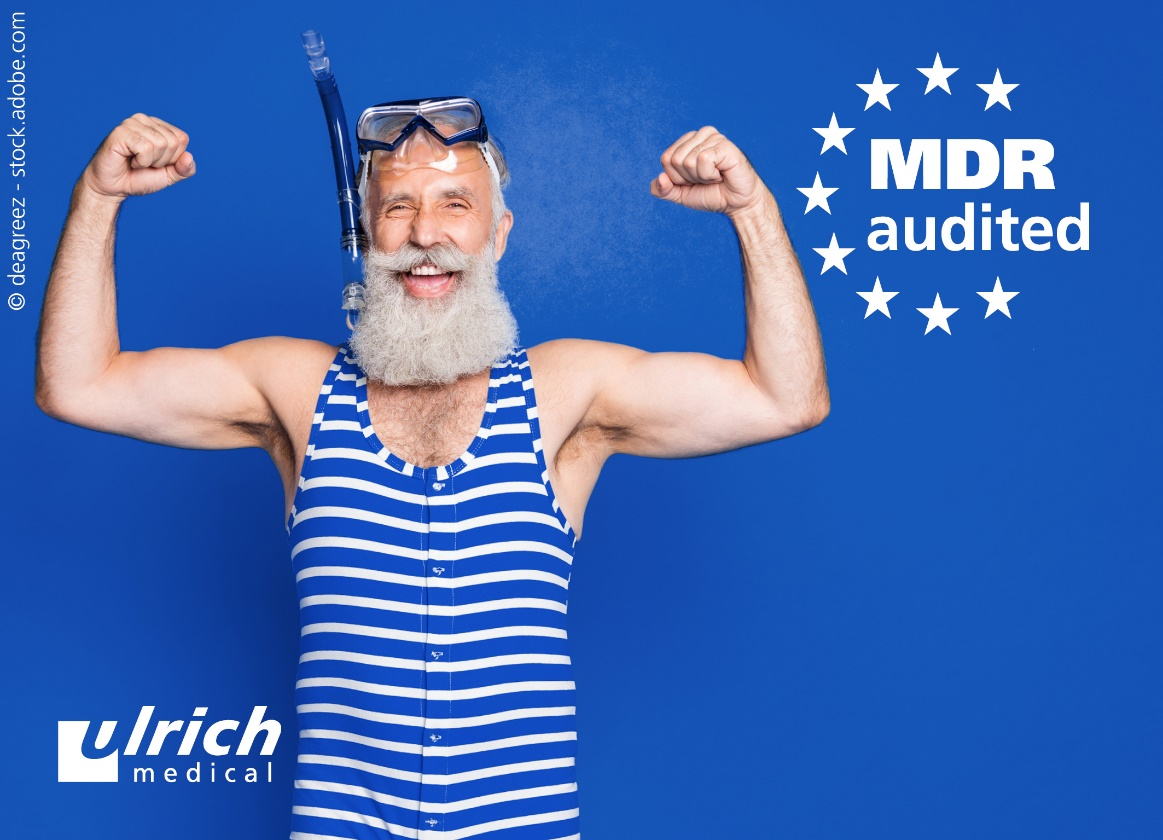 © deagreez - stock.adobe.com
MDR
audited
ulrich
medical